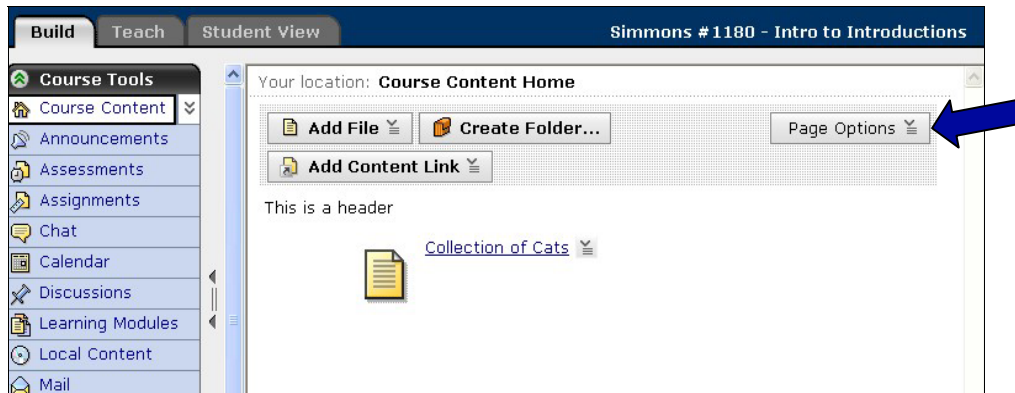 Build Teach Student View Simmons #1180 - Intro to Introductions
Course Tools
Course Content
Announcements
Assessments
Assignments
Chat
Calendar
Discussions
Learning Modules
Local Content
Mail
Your location: Course Content Home
Add File Create Folder... Page Options
Add Content Link
This is a header
Collection of Cats